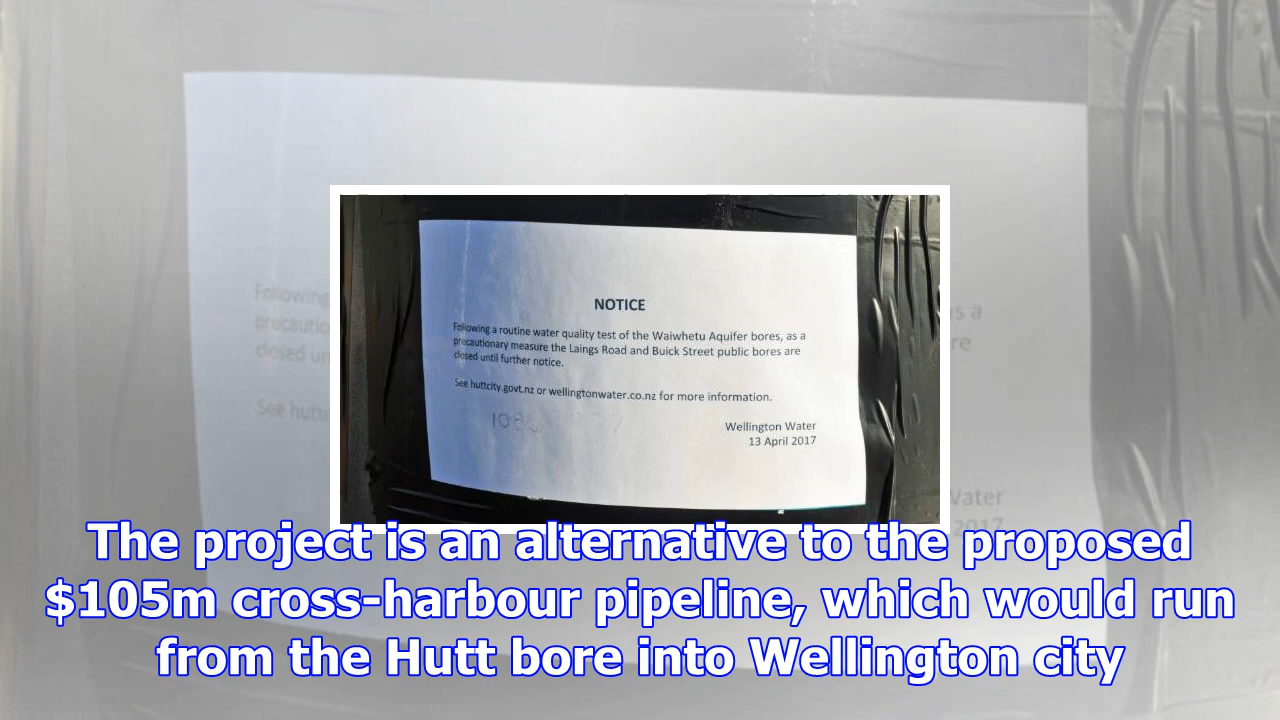 NOTICE
Following a routine water quality test of the Waiwhetu Aquifer bores, as a
precautionary measure the Laings Road and Buick Street public bores are
closed until further notice.
See huttcity.govt.nz or wellingtonwater.co.nz for more information.
Wellington Water
13 April 2017
The project is an alternative to the proposed
$105m cross-harbour pipeline, which would run
from the Hutt bore into Wellington city